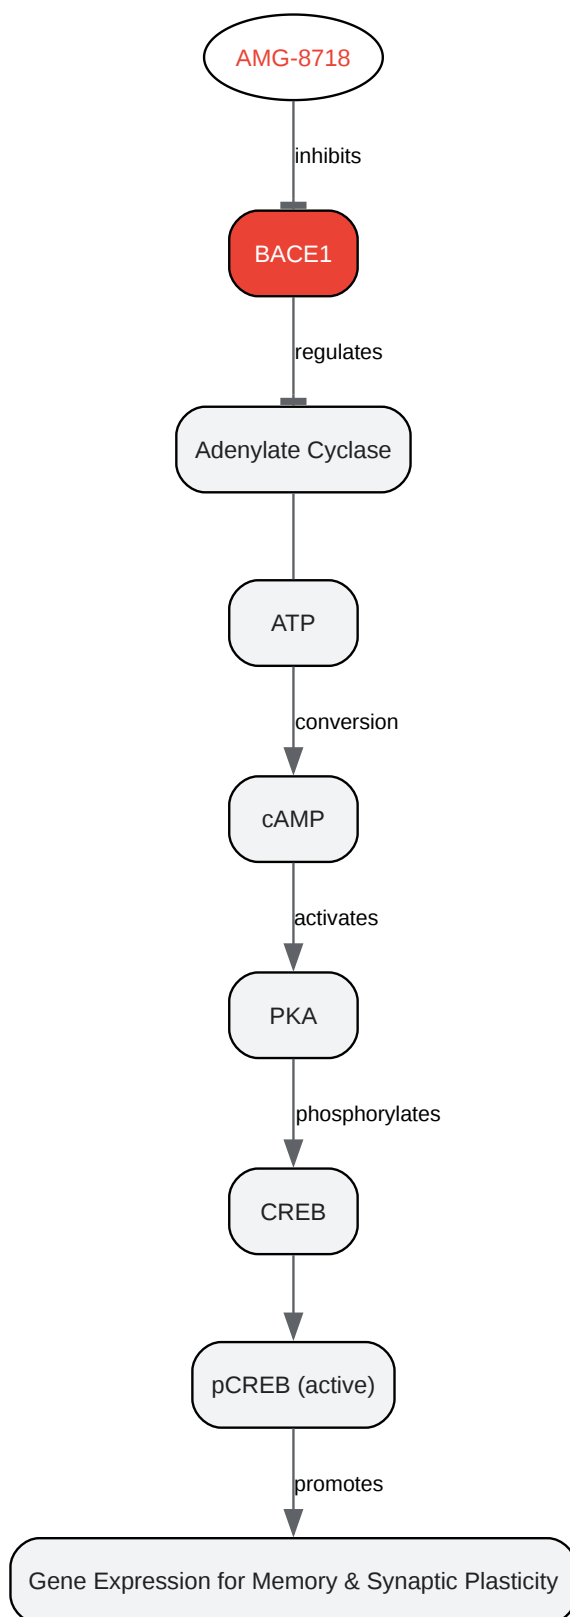 AMG-8718
inhibits
BACE1
regulates
Adenylate Cyclase
ATP
conversion
cAMP
activates
PKA
phosphorylates
CREB
pCREB (active)
promotes
Gene Expression for Memory & Synaptic Plasticity